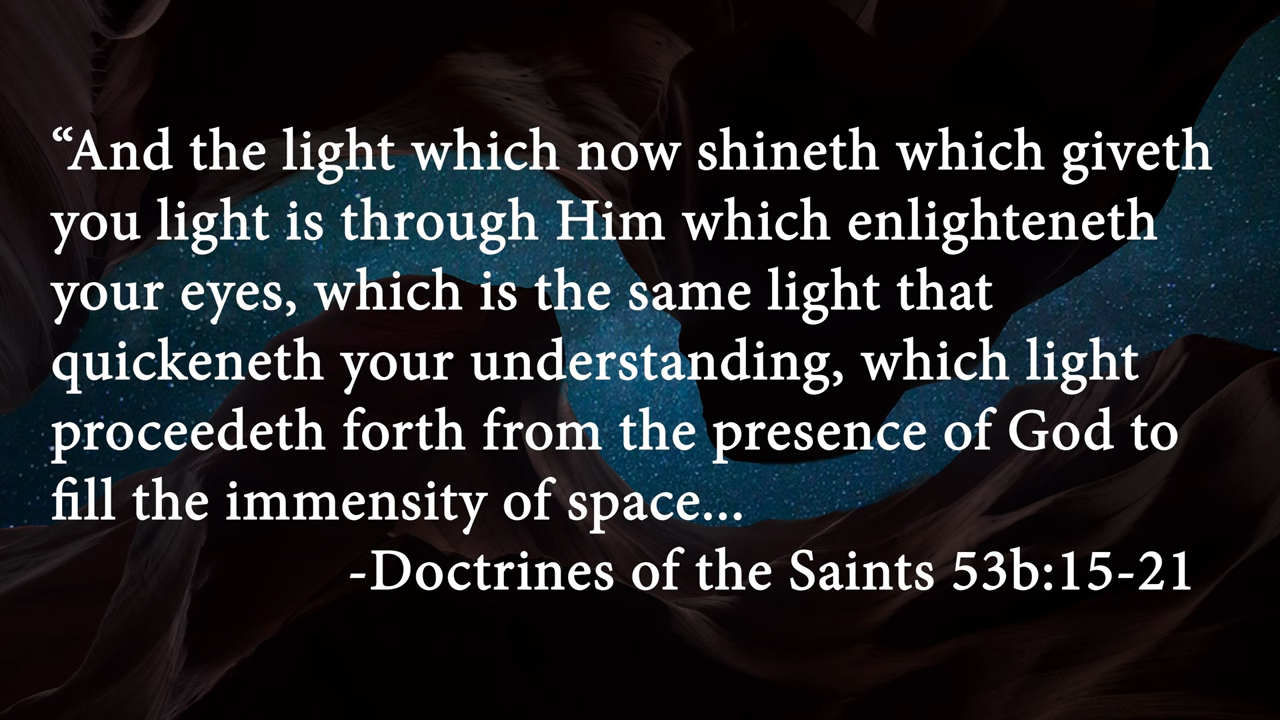 “And the light which now shineth which giveth
you light is through Him which enlighteneth
your eyes, which is the same light that
quickeneth your understanding, which light
proceedeth forth from the presence of God to
fill the immensity of space...
-Doctrines of the Saints 53b:15-21